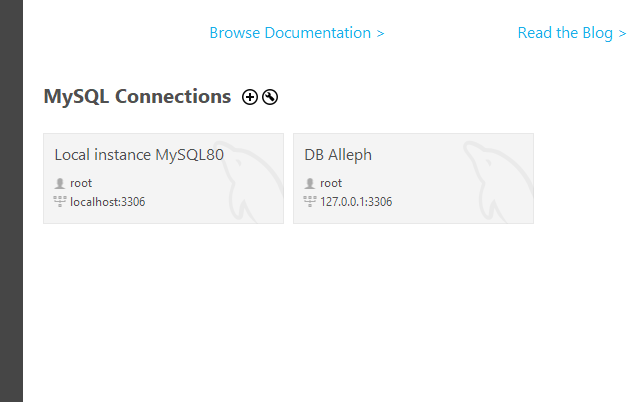 Browse Documentation >
Read the Blog >
MySQL Connections
Local instance MySQL80
root
localhost:3306
DB Alleph
root
127.0.0.1:3306